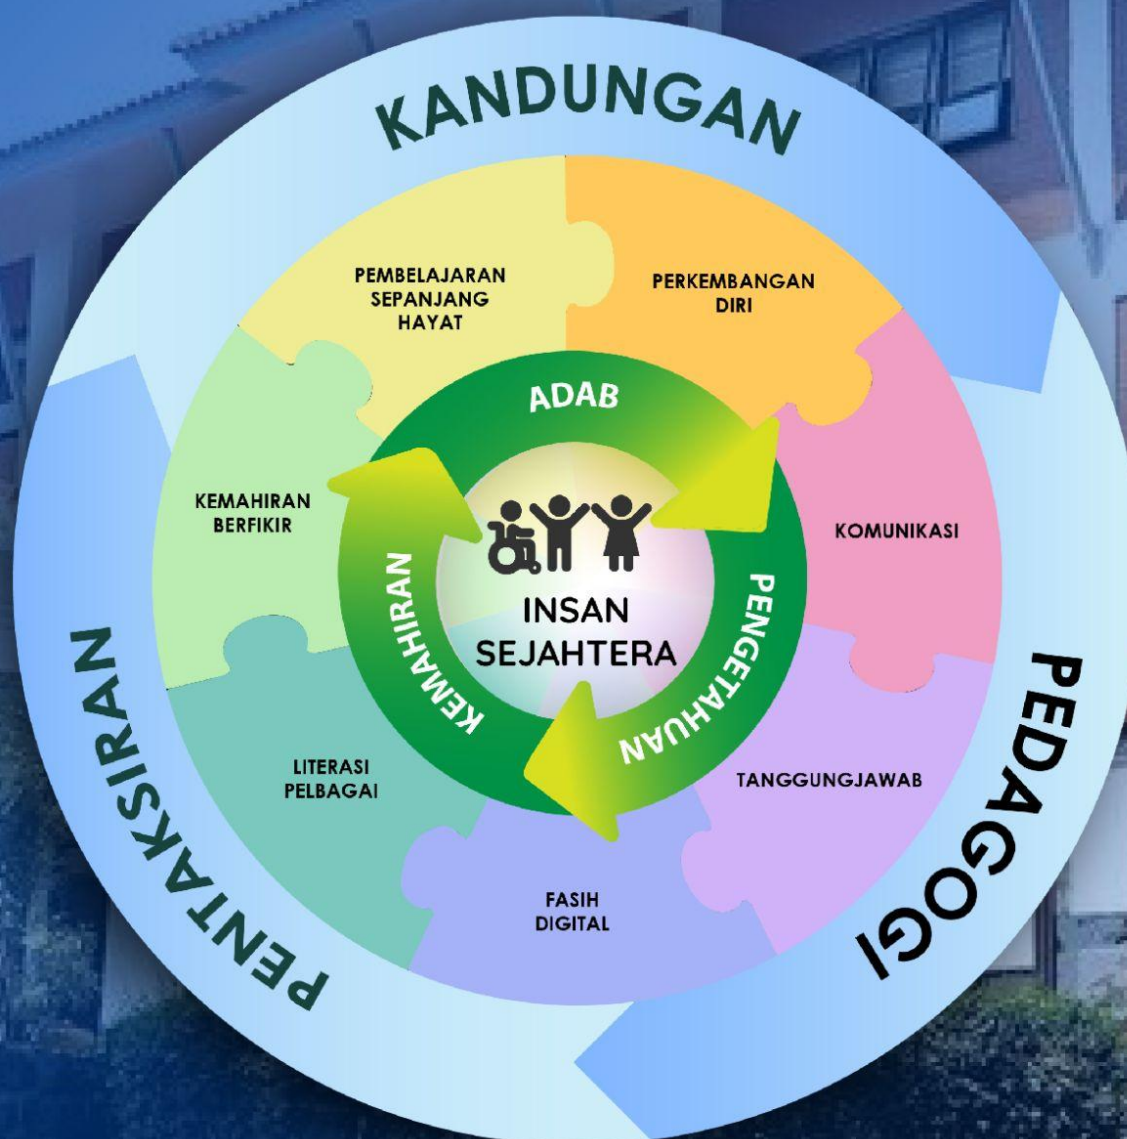 KANDUNGAN
PEMBELAJARAN
SEPANJANG
HAYAT
PERKEMBANGAN
DIRI
ADAB
KEMAHIRAN
BERFIKIR
KOMUNIKASI
INSAN
SEJAHTERA
KEMAHIRAN
PENGETAHUAN
LITERASI
PELBAGAI
TANGGUNGJAWAB
FASIH
DIGITAL
PENTAKSIRAN
PEDAGOGI